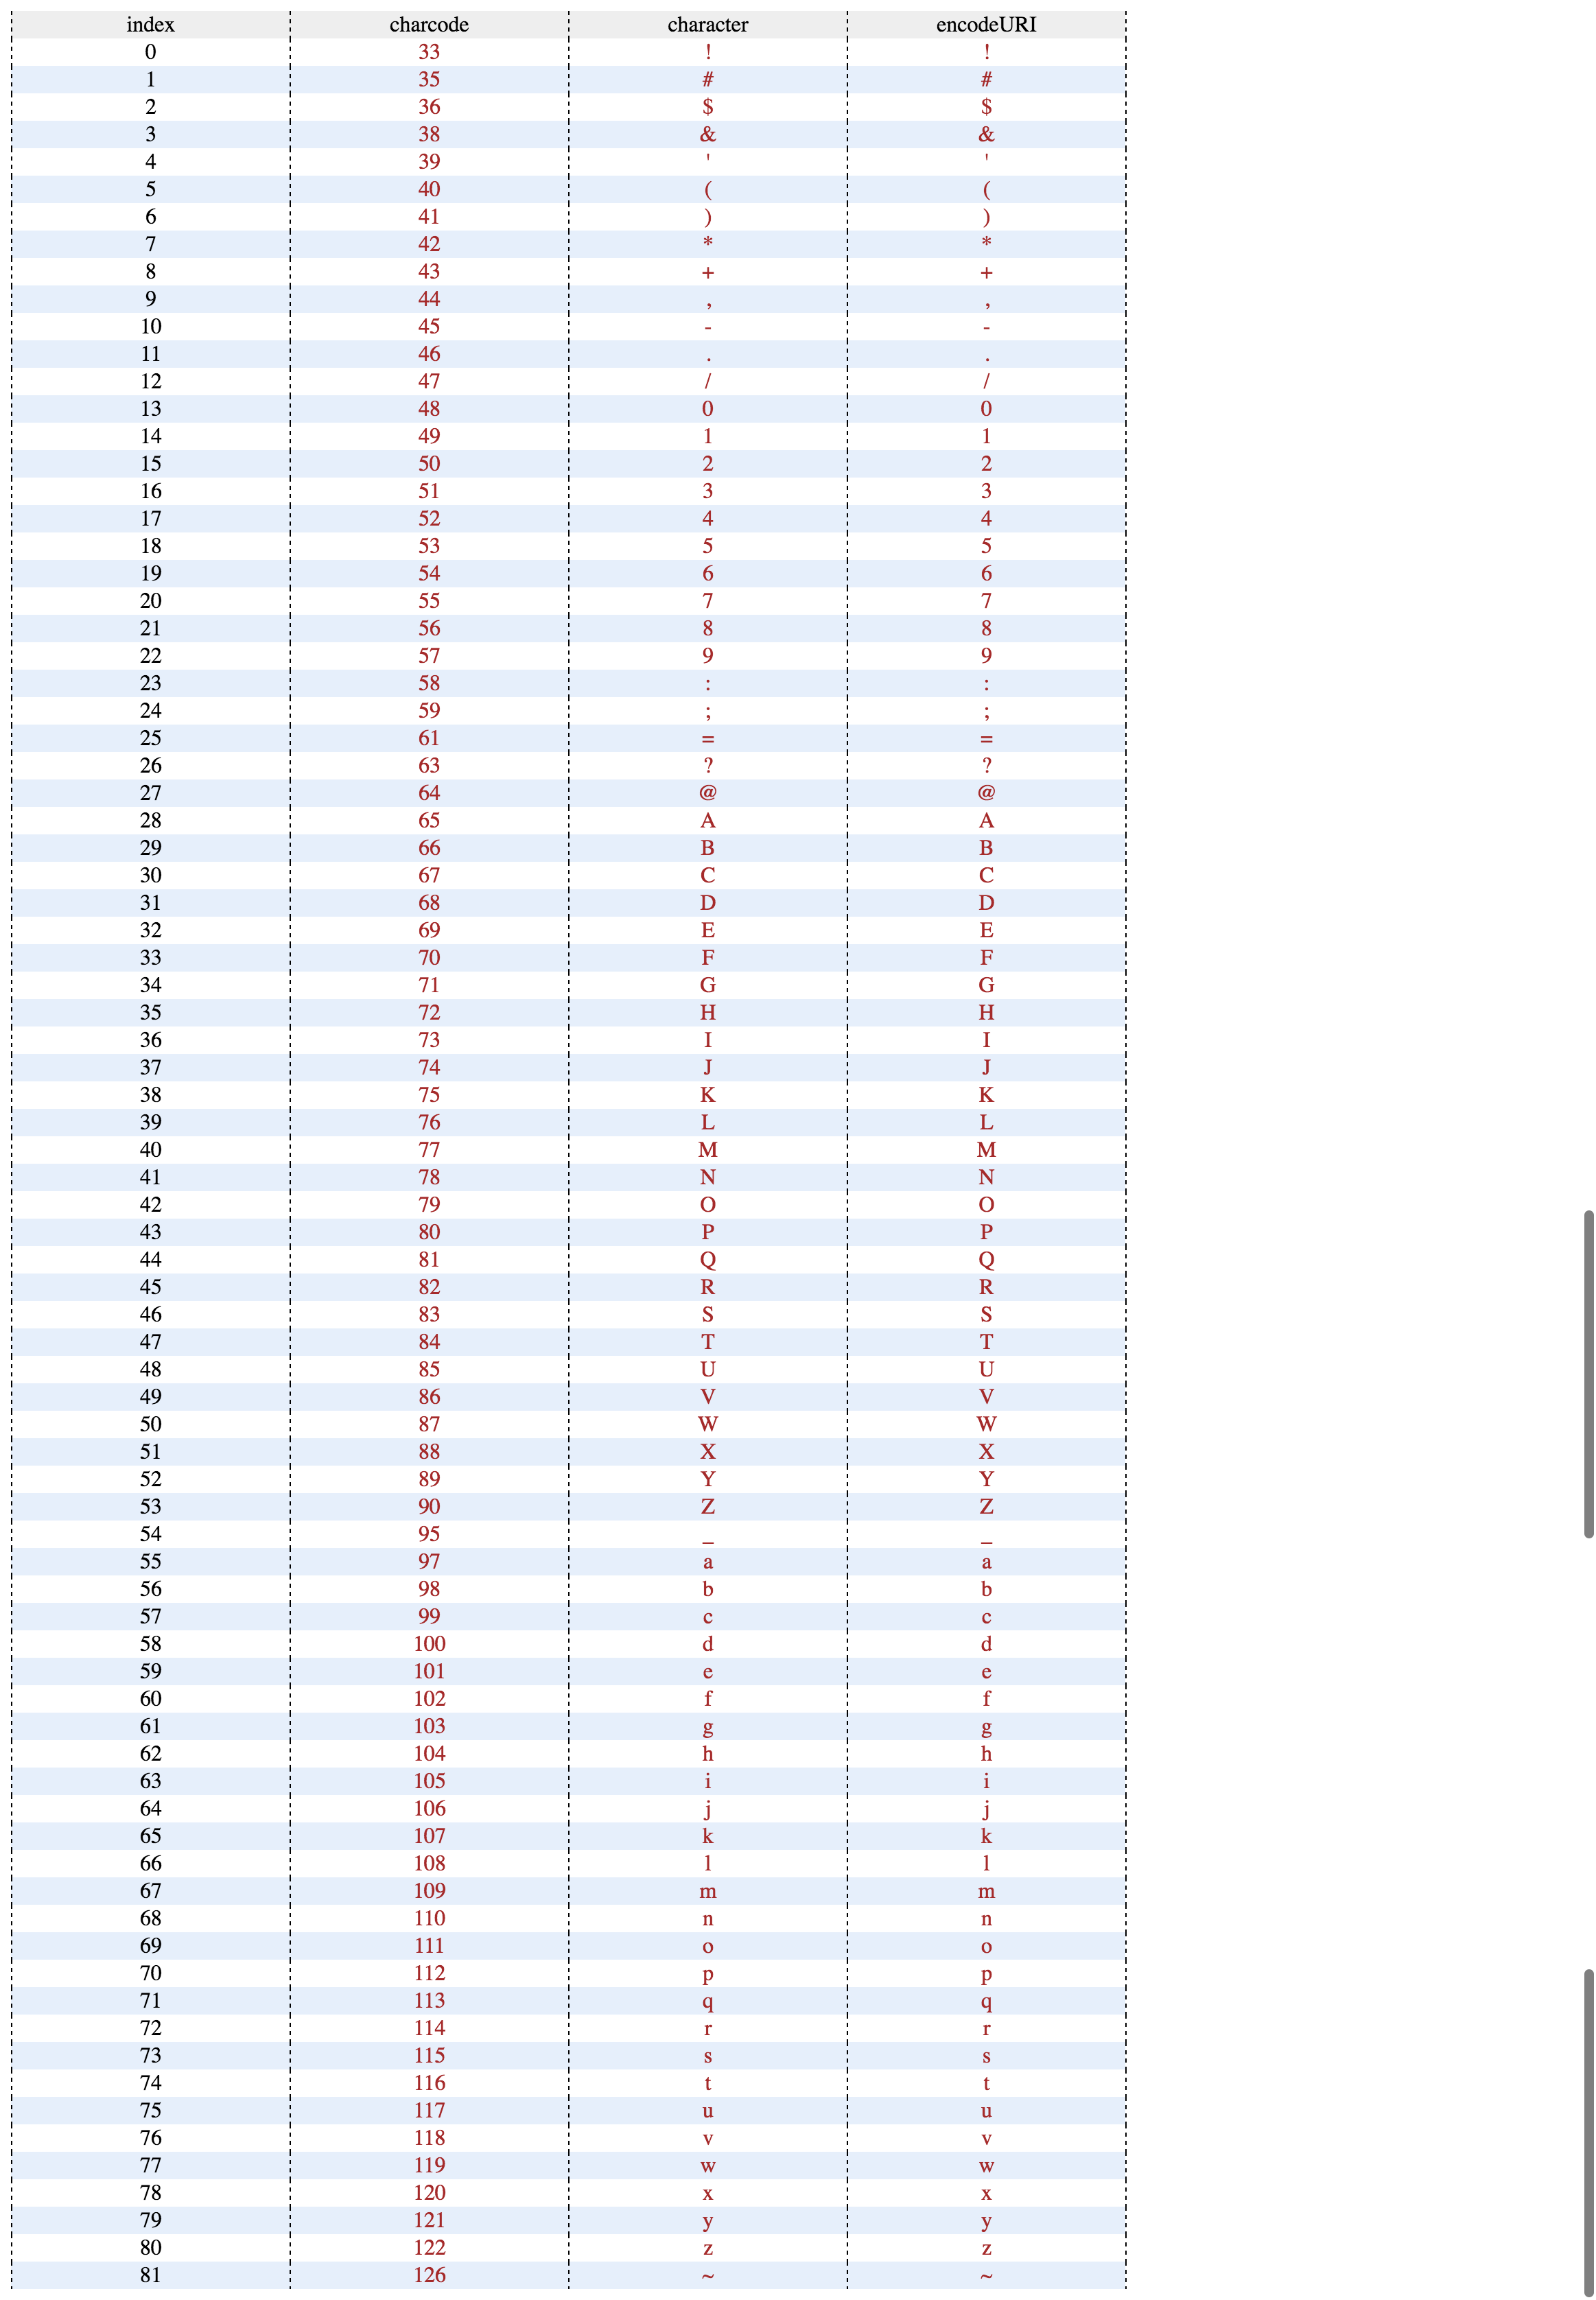 index charcode character encodeURI
0 33 ! !
1 35 # #
2 36 $ $
3 38 & &
4 39 ' '
5 40 ( (
6 41 ) )
7 42 * *
8 43 + +
9 44 , ,
10 45 - -
11 46 . .
12 47 / /
13 48 0 0
14 49 1 1
15 50 2 2
16 51 3 3
17 52 4 4
18 53 5 5
19 54 6 6
20 55 7 7
21 56 8 8
22 57 9 9
23 58 : :
24 59 ; ;
25 61 = =
26 63 ? ?
27 64 @ @
28 65 A A
29 66 B B
30 67 C C
31 68 D D
32 69 E E
33 70 F F
34 71 G G
35 72 H H
36 73 I I
37 74 J J
38 75 K K
39 76 L L
40 77 M M
41 78 N N
42 79 O O
43 80 P P
44 81 Q Q
45 82 R R
46 83 S S
47 84 T T
48 85 U U
49 86 V V
50 87 W W
51 88 X X
52 89 Y Y
53 90 Z Z
54 95 _ _
55 97 a a
56 98 b b
57 99 c c
58 100 d d
59 101 e e
60 102 f f
61 103 g g
62 104 h h
63 105 i i
64 106 j j
65 107 k k
66 108 l l
67 109 m m
68 110 n n
69 111 o o
70 112 p p
71 113 q q
72 114 r r
73 115 s s
74 116 t t
75 117 u u
76 118 v v
77 119 w w
78 120 x x
79 121 y y
80 122 z z
81 126 ~ ~